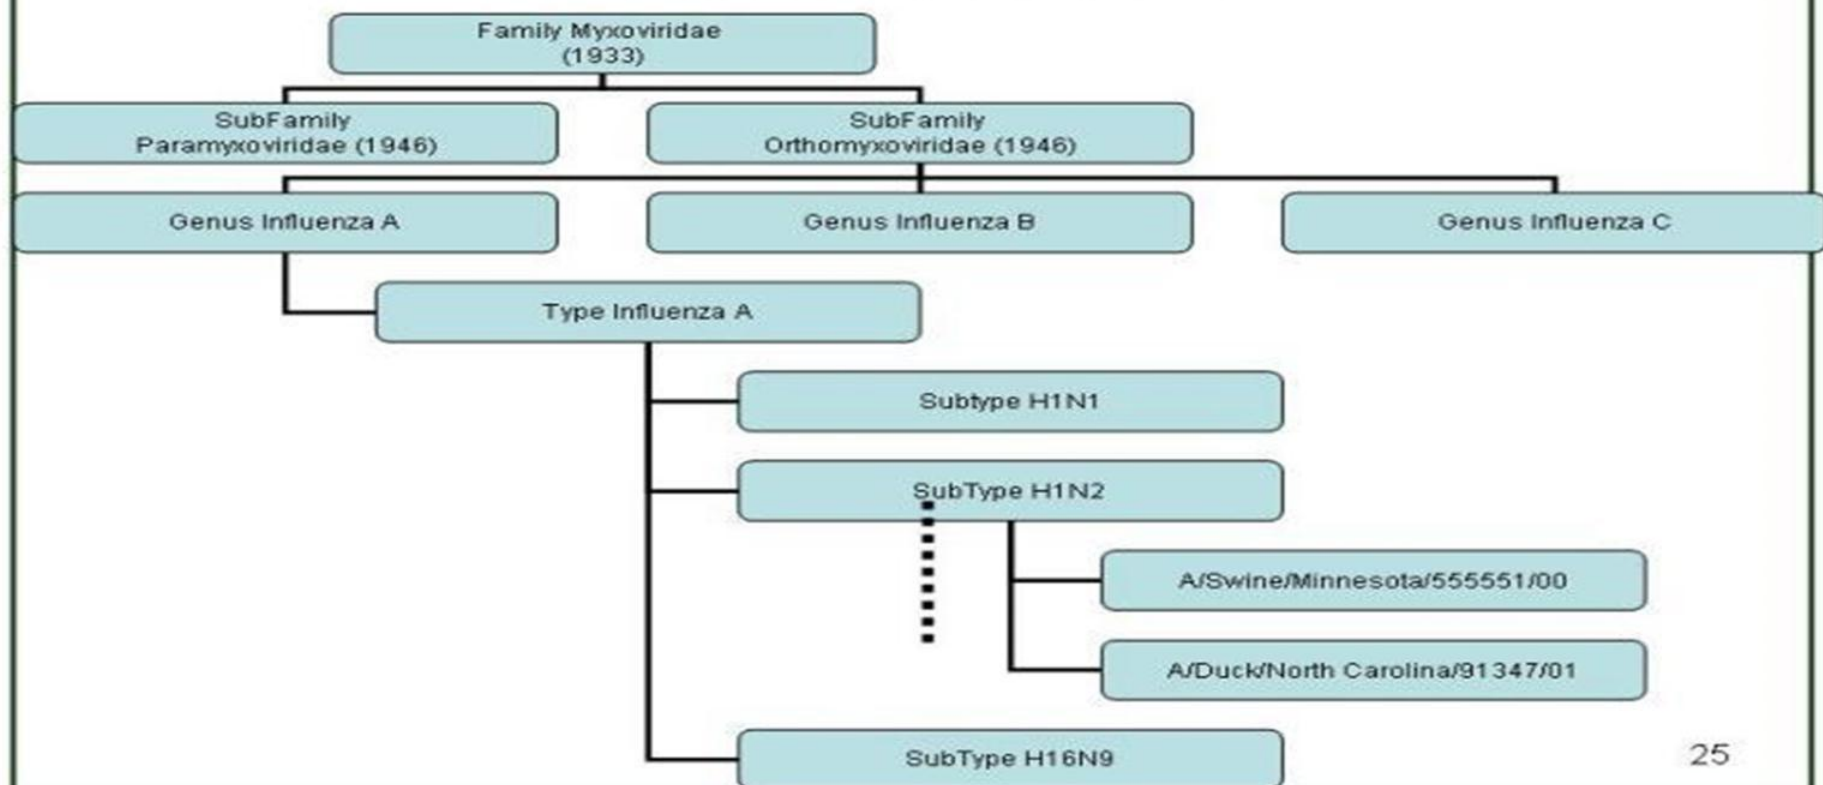 Family Myxoviridae
(1933)
SubFamily
Paramyxoviridae (1946)
SubFamily
Orthomyxoviridae (1946)
Genus Influenza A
Genus Influenza B
Genus Influenza C
Type Influenza A
Subtype H1N1
SubType H1N2
A/Swine/Minnesota/555551/00
A/Duck/North Carolina/91347/01
SubType H16N9
25